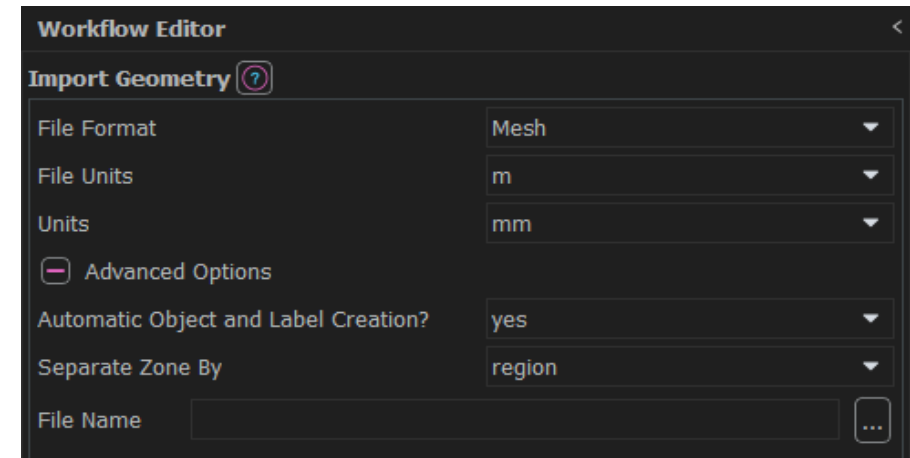 Workflow Editor <
Import Geometry ?
File Format Mesh
File Units m
Units mm
Advanced Options
Automatic Object and Label Creation? yes
Separate Zone By region
File Name ...